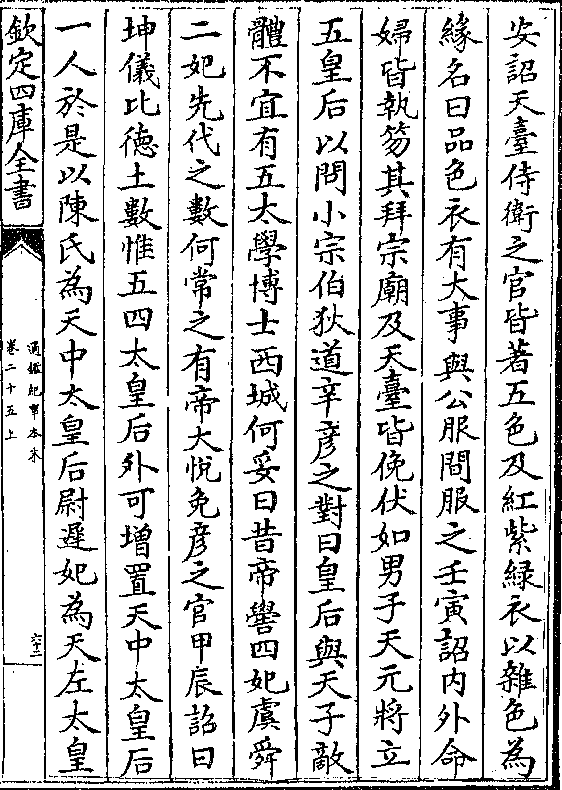 安詔天臺侍衛之官皆著五色及紅紫緑衣以雜色為
緣名曰品色衣有大事與公服間服之壬寅詔内外命
婦皆執笏其拜宗廟及天臺皆俛伏如男子天元將立
五皇后以問小宗伯狄道辛彦之對曰皇后與天子敵
體不宜有五太學博士西城何妥曰昔帝嚳四妃虞舜
二妃先代之數何常之有帝大悅免彦之官甲辰詔曰
坤儀比徳土數惟五四太皇后外可增置天中太皇后
一人於是以陳氏為天中太皇后尉遲妃為天左太皇
欽定四庫全書
通鑑紀事本末
卷二十五上
六十二